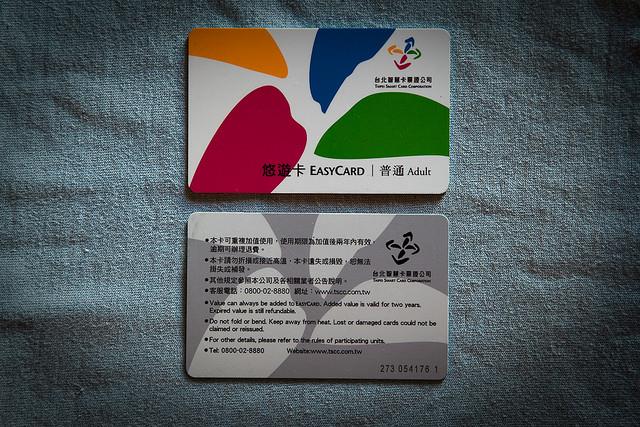 台北智慧卡票證公司
TAIPEI SMART CARD CORPORATION
悠遊卡 EASYCARD | 普通 Adult
●本卡可重複加值使用，使用期限為加值後兩年內有效，
逾期可辦理退費。
●本卡請勿折損或接近高溫，本卡遺失或損毀，恕無法
掛失或補發。
●其他規定參照本公司及各相關業者公告說明。
●客服電話：0800-02-8880 網址：www.tscc.com.tw
台北智慧卡票證公司
TAIPEI SMART CARD CORPORATION
●Value can always be added to EASYCARD. Added value is valid for two years.
Expired value is still refundable.
●Do not fold or bend. Keep away from heat. Lost or damaged cards could not be
claimed or reissued.
●For other details, please refer to the rules of participating units.
●Tel: 0800-02-8880 Website:www.tscc.com.tw
273 054176 1